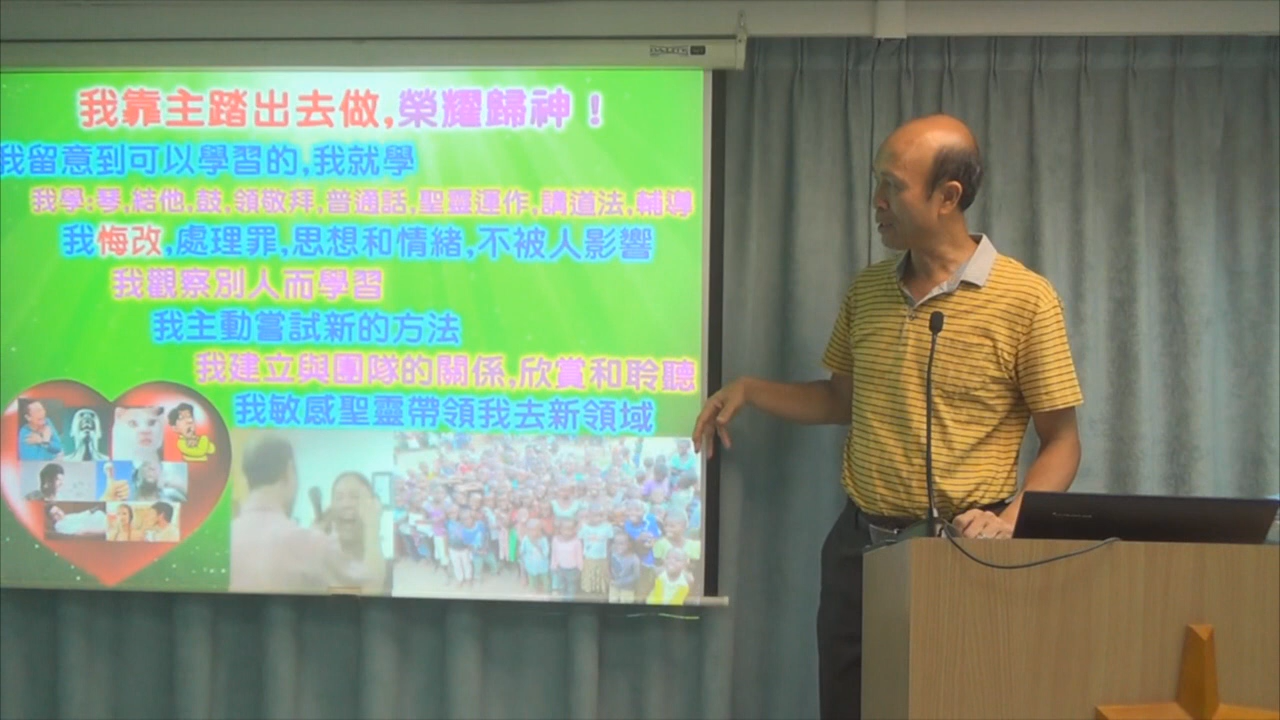 我靠主踏出去做,榮耀歸神！
我留意到可以學習的,我就學
我學:琴,結他,鼓,領敬拜,普通話,聖靈運作,講道法,輔導
我悔改,處理罪,思想和情緒,不被人影響
我觀察別人而學習
我主動嘗試新的方法
我建立與團隊的關係,欣賞和聆聽
我敏感聖靈帶領我去新領域